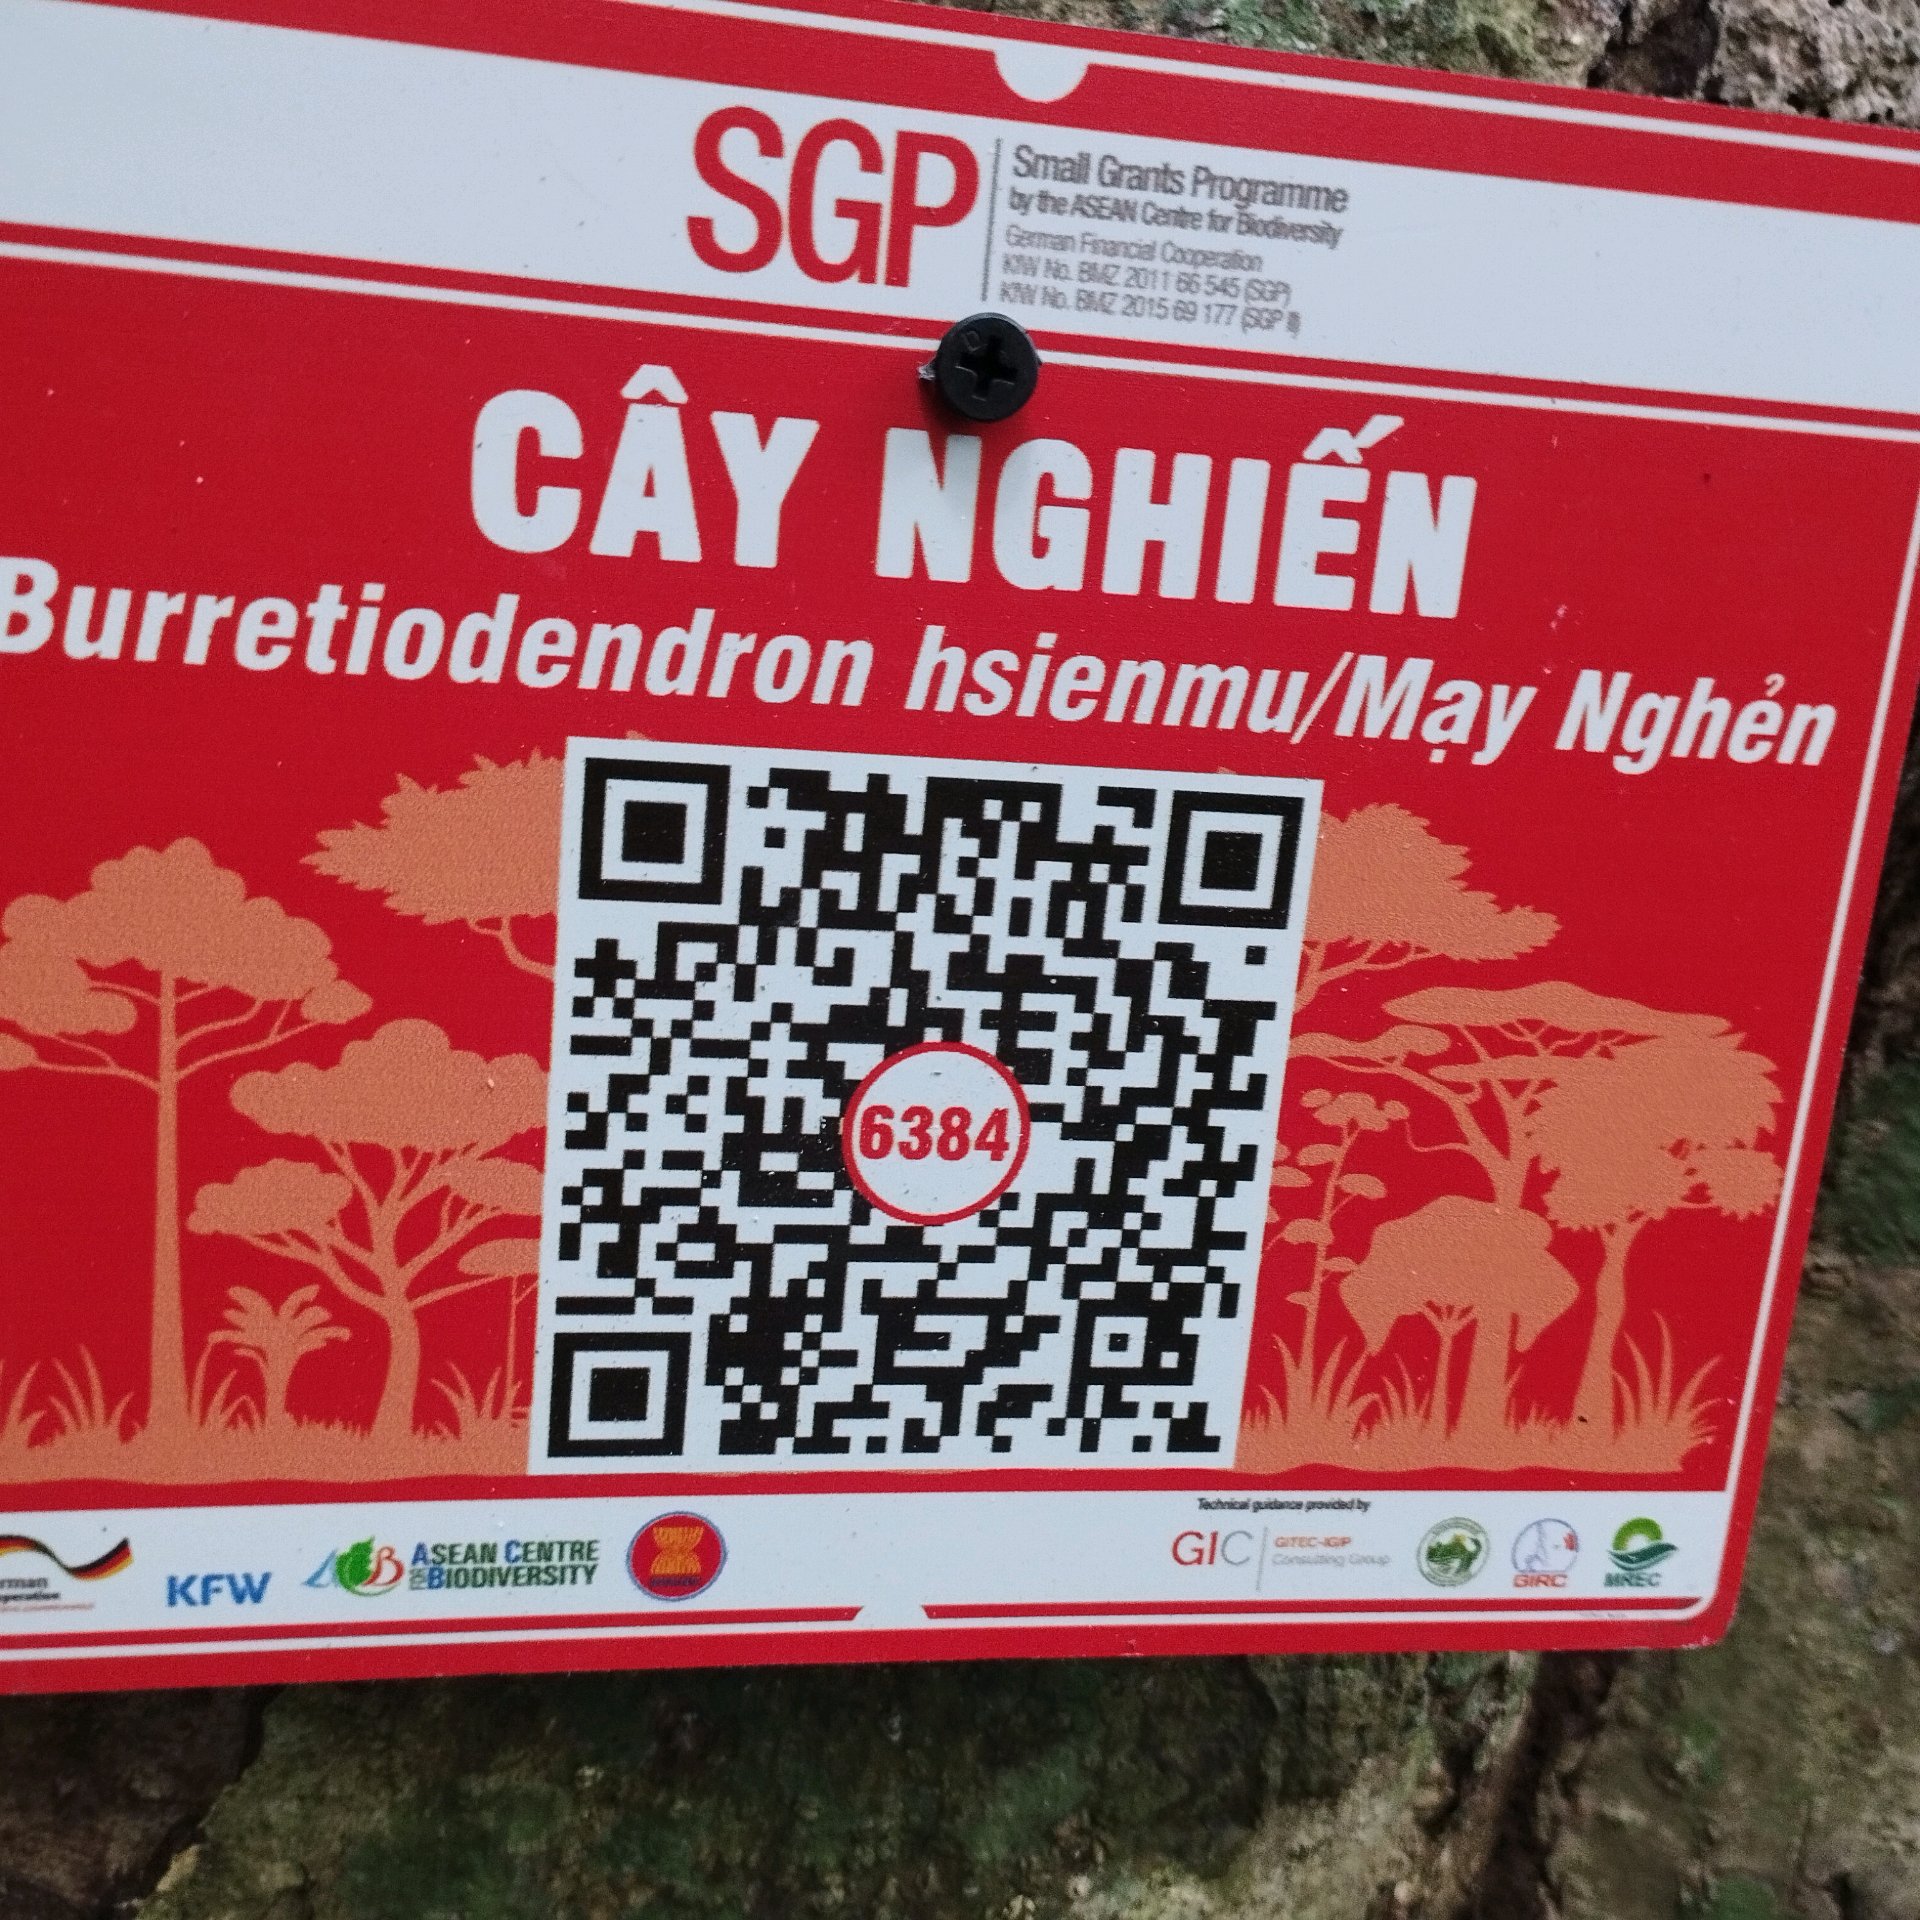 SGP
Small Grants Programme
by the ASEAN Centre for Biodiversity
German Financial Cooperation
KfW No. BMZ 2011 66 545 (SGP)
KfW No. BMZ 2015 69 177 (SGP II)
CÂY NGHIẾN
Burretiodendron hsienmu/Mạy Nghẻn
6384
Technical guidance provided by
KFW
ACB
ASEAN CENTRE
FOR BIODIVERSITY
GIC
GITEC-IGIP
Consulting Group
GIRC
MREC